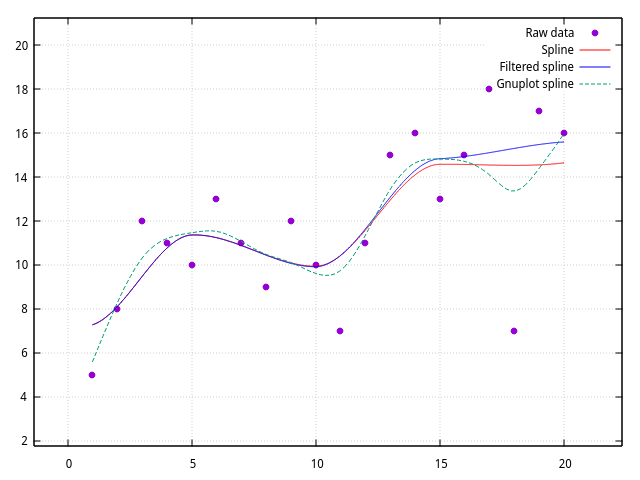 Raw data
Spline
Filtered spline
Gnuplot spline
20
18
16
14
12
10
8
6
4
2
0 5 10 15 20